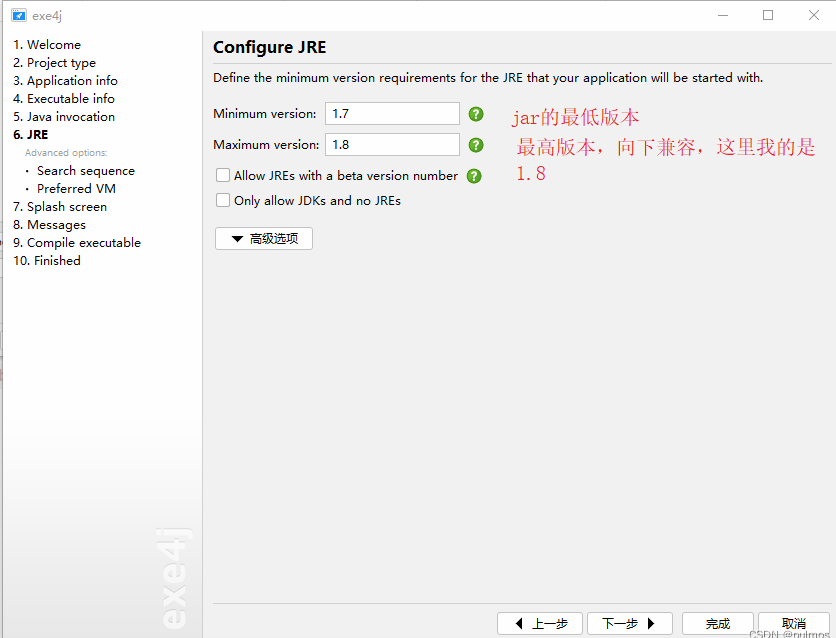 exe4j
1. Welcome
2. Project type
3. Application info
4. Executable info
5. Java invocation
6. JRE
Advanced options:
· Search sequence
· Preferred VM
7. Splash screen
8. Messages
9. Compile executable
10. Finished
exe4j
Configure JRE
Define the minimum version requirements for the JRE that your application will be started with.
Minimum version: 1.7
jar的最低版本
Maximum version: 1.8
最高版本，向下兼容，这里我的是
1.8
Allow JREs with a beta version number
Only allow JDKs and no JREs
高级选项
上一步 下一步 完成 取消
CSDN @nulmos